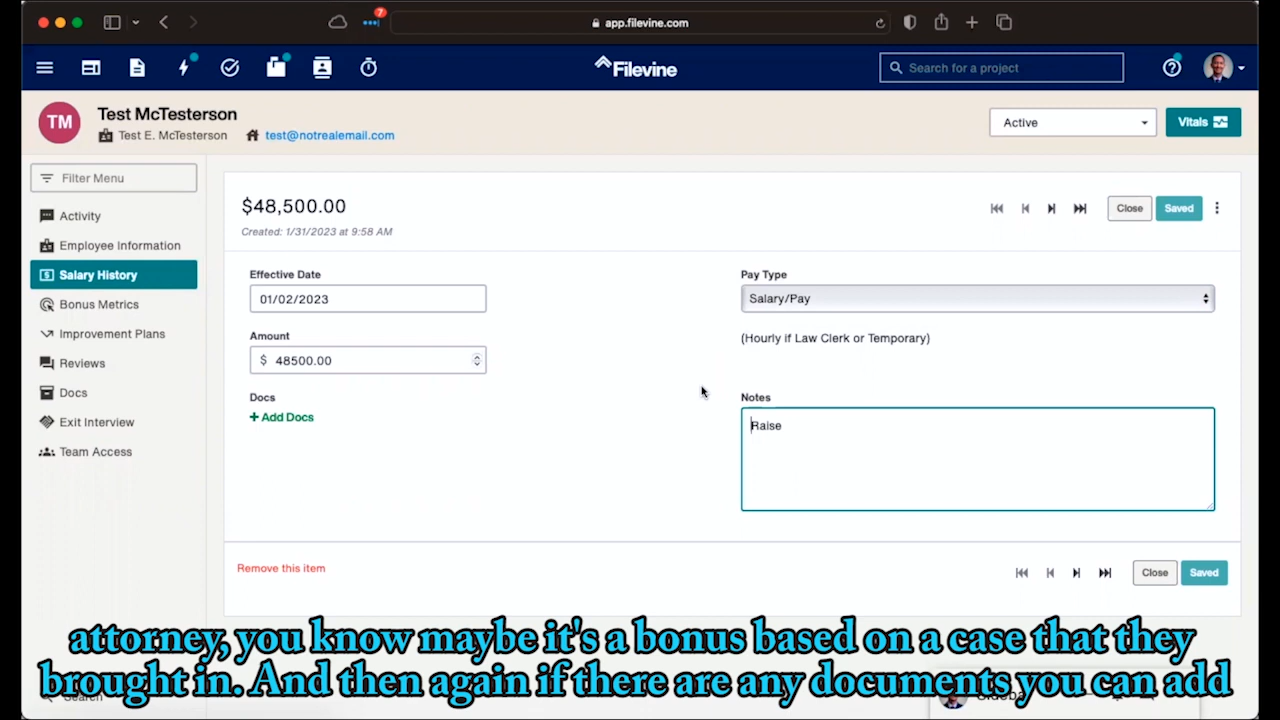 7
app.filevine.com
Filevine
Search for a project
TM
Test McTesterson
Test E. McTesterson
test@notrealemail.com
Active
Vitals
Filter Menu
Activity
Employee Information
Salary History
Bonus Metrics
Improvement Plans
Reviews
Docs
Exit Interview
Team Access
$48,500.00
Created: 1/31/2023 at 9:58 AM
Close
Saved
Effective Date
01/02/2023
Pay Type
Salary/Pay
(Hourly if Law Clerk or Temporary)
Amount
$ 48500.00
Docs
+ Add Docs
Notes
Raise
Remove this item
Close
Saved
attorney, you know maybe it's a bonus based on a case that they
brought in. And then again if there are any documents you can add
Search